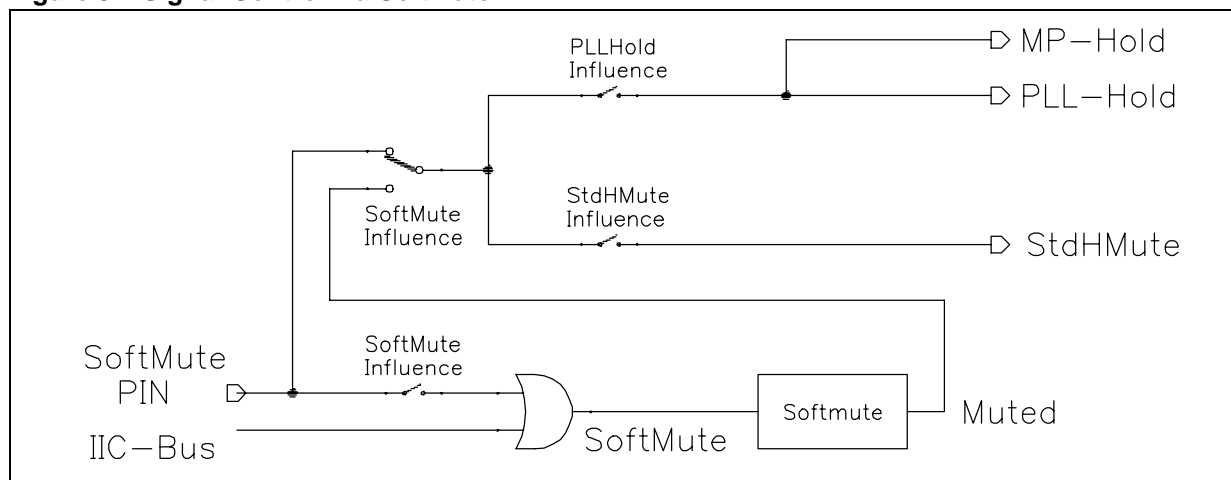 MP-Hold
PLLHold
Influence
PLL-Hold
SoftMute
Influence
StdHMute
Influence
StdHMute
SoftMute
PIN
SoftMute
Influence
IIC-Bus
SoftMute
Softmute
Muted